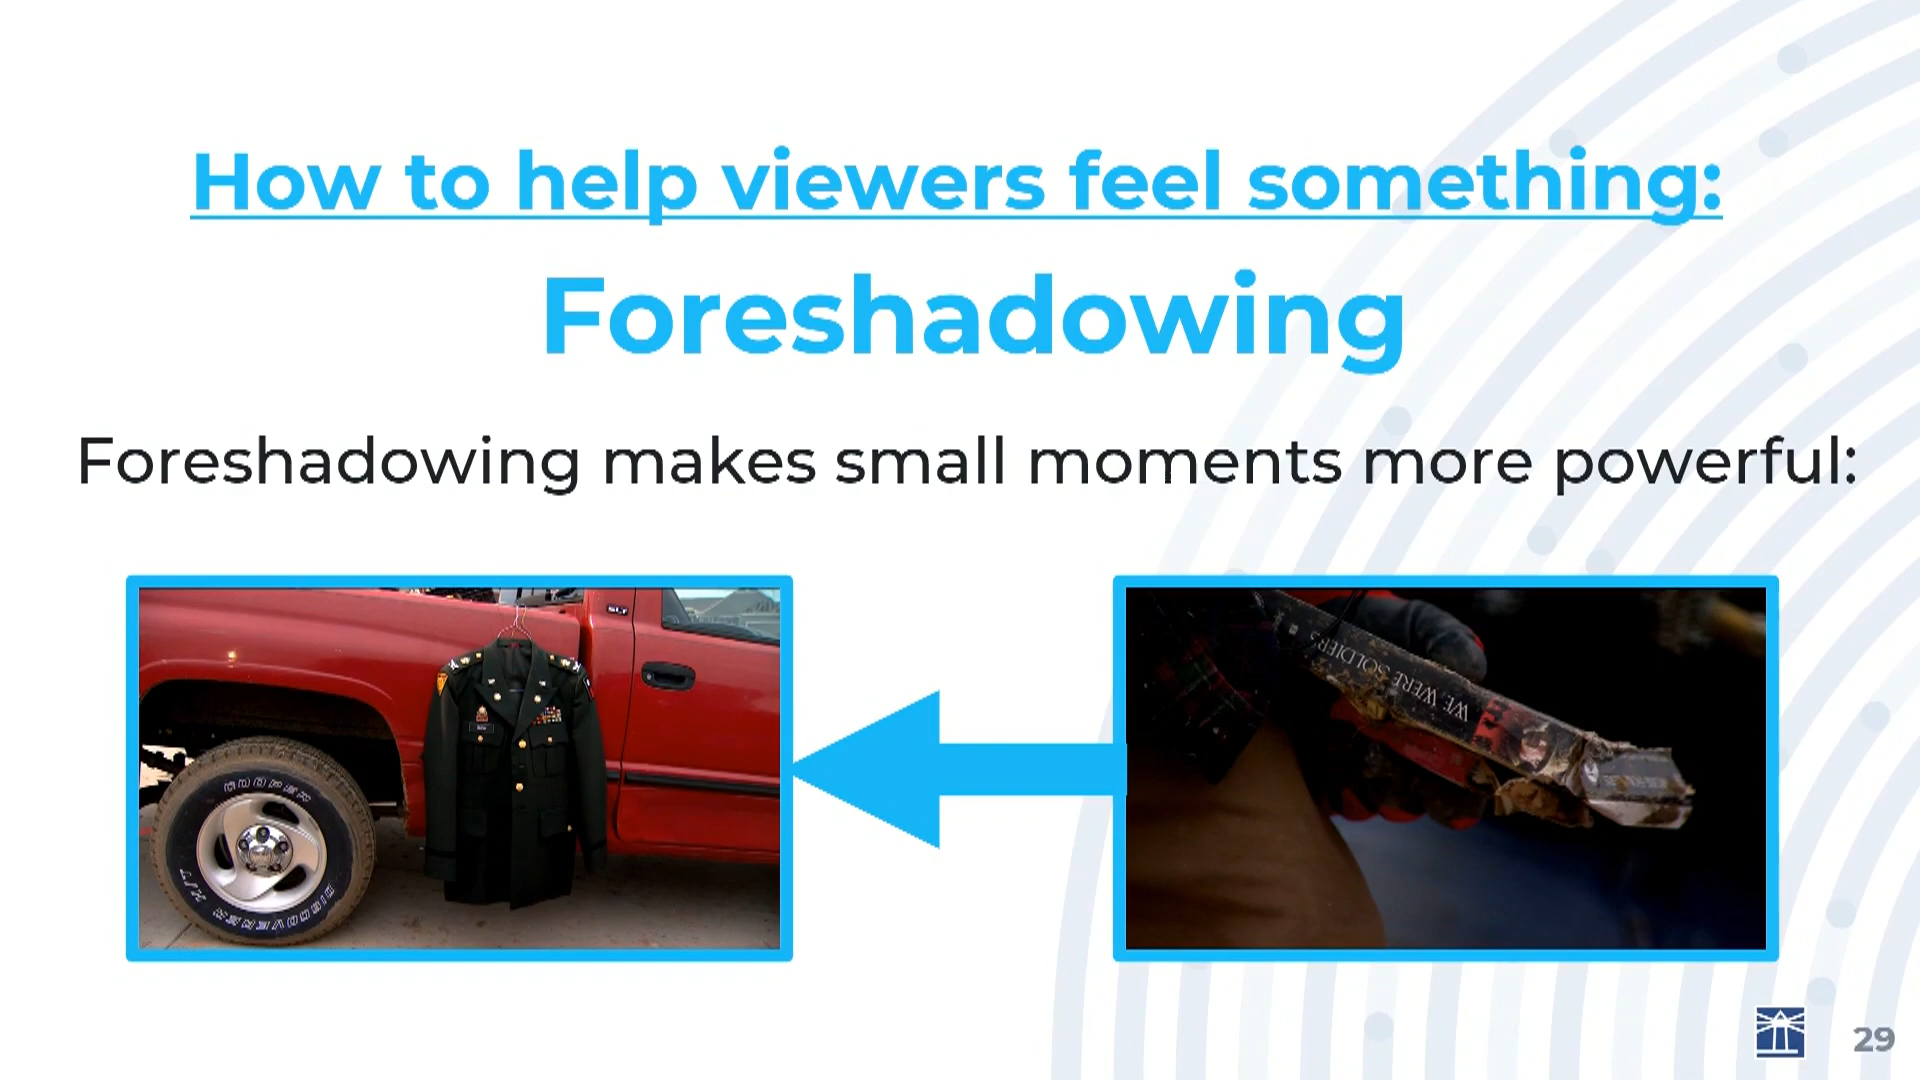 How to help viewers feel something:
Foreshadowing
Foreshadowing makes small moments more powerful:
SLT
COOPER
DISCOVERER H/T
WE WERE SOLDIERS
29